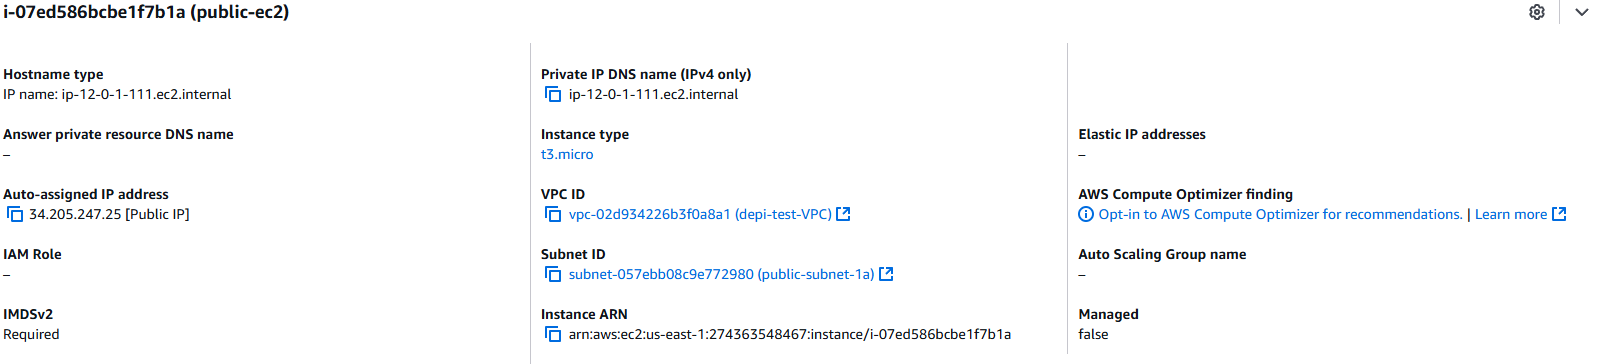 i-07ed586bcbe1f7b1a (public-ec2)
Hostname type
IP name: ip-12-0-1-111.ec2.internal
Private IP DNS name (IPv4 only)
ip-12-0-1-111.ec2.internal
Answer private resource DNS name
–
Instance type
t3.micro
Elastic IP addresses
–
Auto-assigned IP address
34.205.247.25 [Public IP]
VPC ID
vpc-02d934226b3f0a8a1 (depi-test-VPC)
AWS Compute Optimizer finding
Opt-in to AWS Compute Optimizer for recommendations. | Learn more
IAM Role
–
Subnet ID
subnet-057ebb08c9e772980 (public-subnet-1a)
Auto Scaling Group name
–
IMDSv2
Required
Instance ARN
arn:aws:ec2:us-east-1:274363548467:instance/i-07ed586bcbe1f7b1a
Managed
false